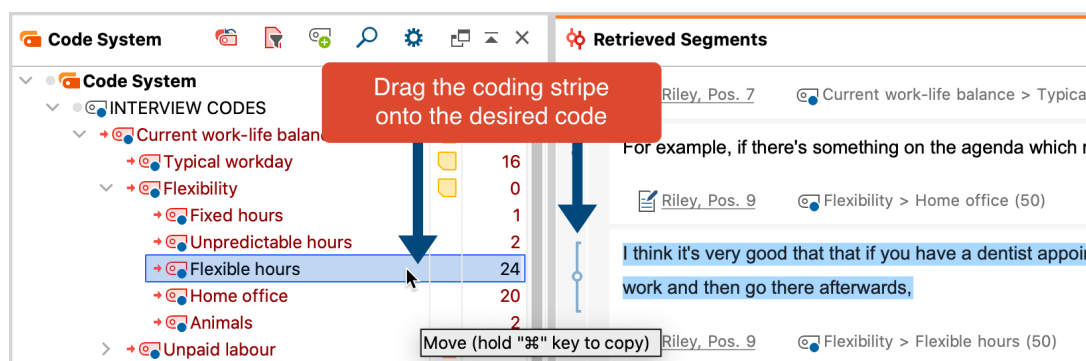 Code System
Retrieved Segments
Code System
INTERVIEW CODES
Current work-life balanc
Typical workday 16
Flexibility 0
Fixed hours 1
Unpredictable hours 2
Flexible hours 24
Home office 20
Animals 2
Unpaid labour
Drag the coding stripe
onto the desired code
Move (hold "⌘" key to copy)
Riley, Pos. 7 Current work-life balance > Typica
For example, if there's something on the agenda which
Riley, Pos. 9 Flexibility > Home office (50)
I think it's very good that that if you have a dentist appoi
work and then go there afterwards,
Riley, Pos. 9 Flexibility > Flexible hours (50)